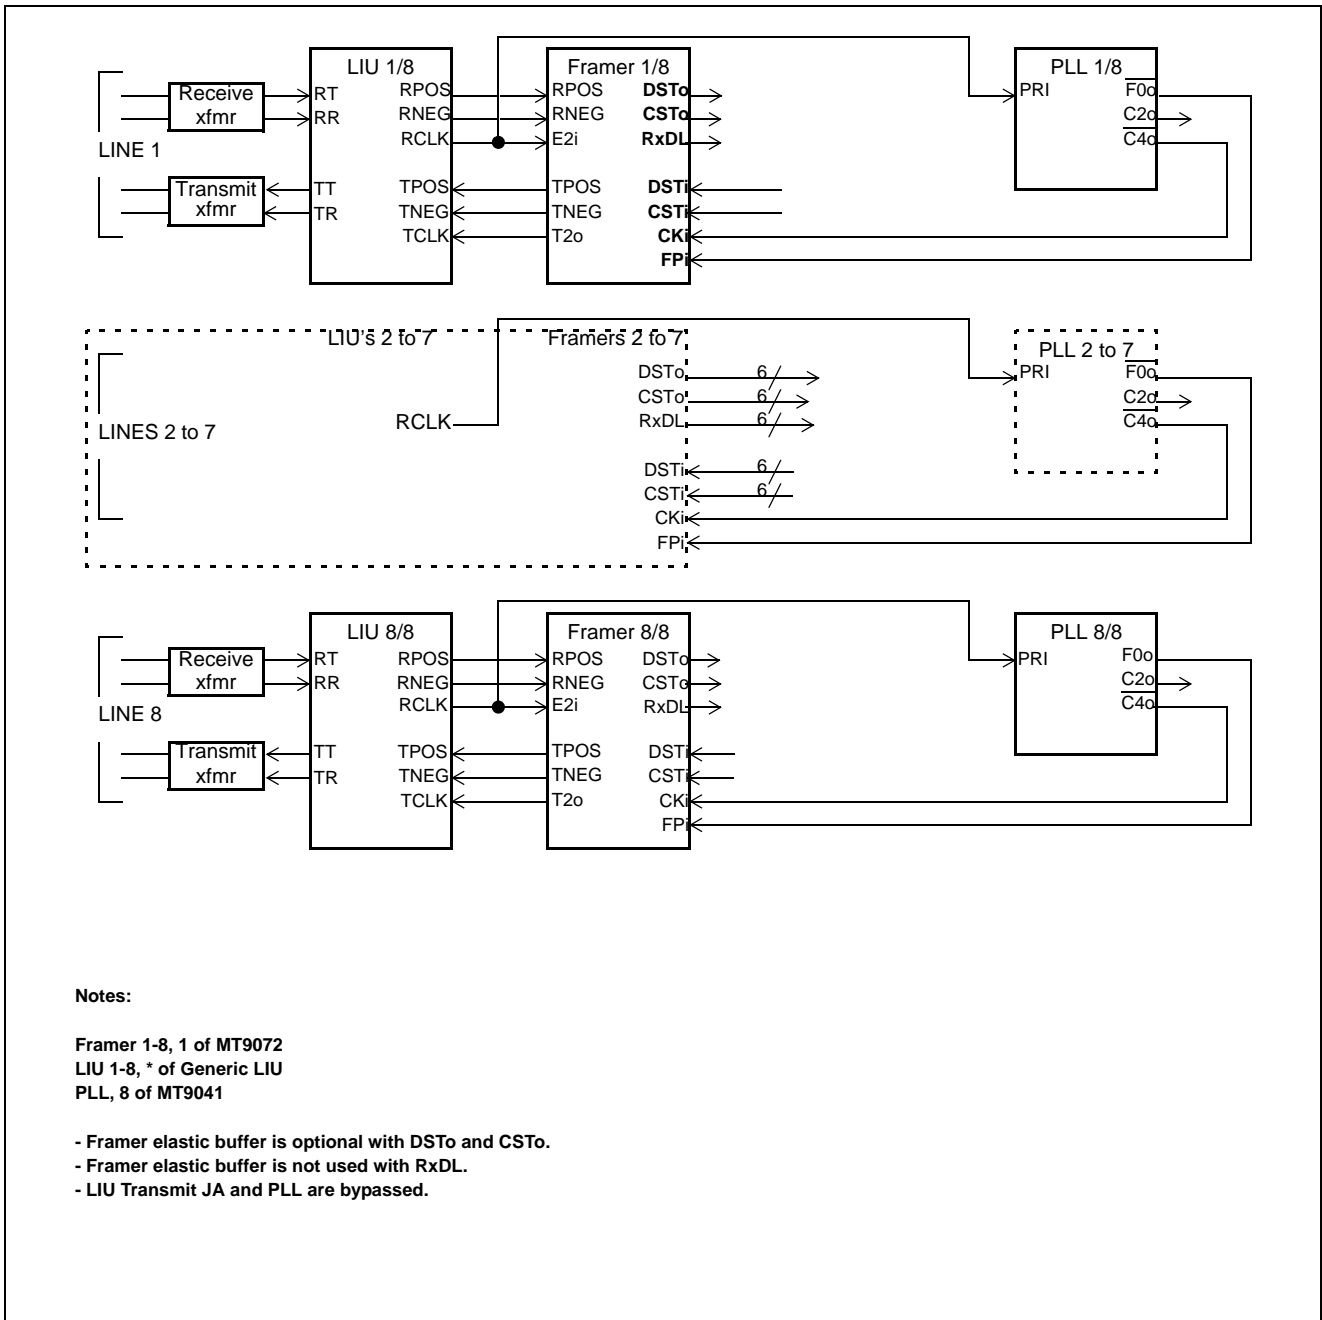 LIU 1/8
Framer 1/8
PLL 1/8
Receive
xfmr
RT
RR
RPOS
RNEG
RCLK
RPOS
RNEG
E2i
DSTo
CSTo
RxDL
PRI
F0o
C2o
C4o
LINE 1
Transmit
xfmr
TT
TR
TPOS
TNEG
TCLK
TPOS
TNEG
T2o
DSTi
CSTi
CKi
FPi
LIU's 2 to 7
Framers 2 to 7
PLL 2 to 7
LINES 2 to 7
RCLK
DSTo
CSTo
RxDL
6
6
6
DSTi
CSTi
6
6
CKi
FPi
PRI
F0o
C2o
C4o
LIU 8/8
Framer 8/8
PLL 8/8
Receive
xfmr
RT
RR
RPOS
RNEG
RCLK
RPOS
RNEG
E2i
DSTo
CSTo
RxDL
PRI
F0o
C2o
C4o
LINE 8
Transmit
xfmr
TT
TR
TPOS
TNEG
TCLK
TPOS
TNEG
T2o
DSTi
CSTi
CKi
FPi
Notes:
Framer 1-8, 1 of MT9072
LIU 1-8, * of Generic LIU
PLL, 8 of MT9041
- Framer elastic buffer is optional with DSTo and CSTo.
- Framer elastic buffer is not used with RxDL.
- LIU Transmit JA and PLL are bypassed.